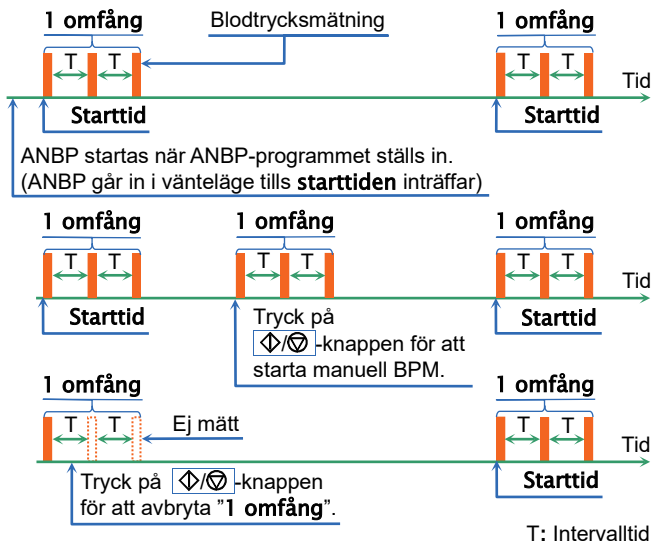 1 omfång Blodtrycksmätning 1 omfång
T T T T
Tid
Starttid Starttid
ANBP startas när ANBP-programmet ställs in.
(ANBP går in i vänteläge tills starttiden inträffar)
1 omfång 1 omfång 1 omfång
T T T T T T
Tid
Starttid Tryck på Starttid
/ -knappen för att
starta manuell BPM.
1 omfång 1 omfång
T T Ej mätt T T
Tid
Tryck på / -knappen Starttid
för att avbryta ”1 omfång”.
T: Intervalltid